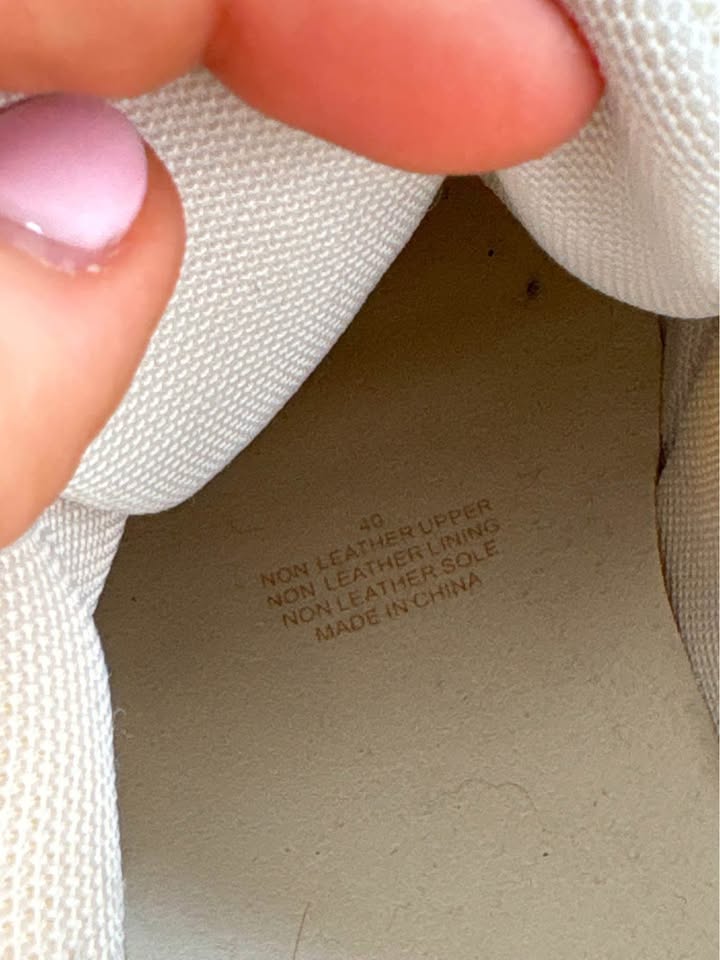 40
NON LEATHER UPPER
NON LEATHER LINING
NON LEATHER SOLE
MADE IN CHINA